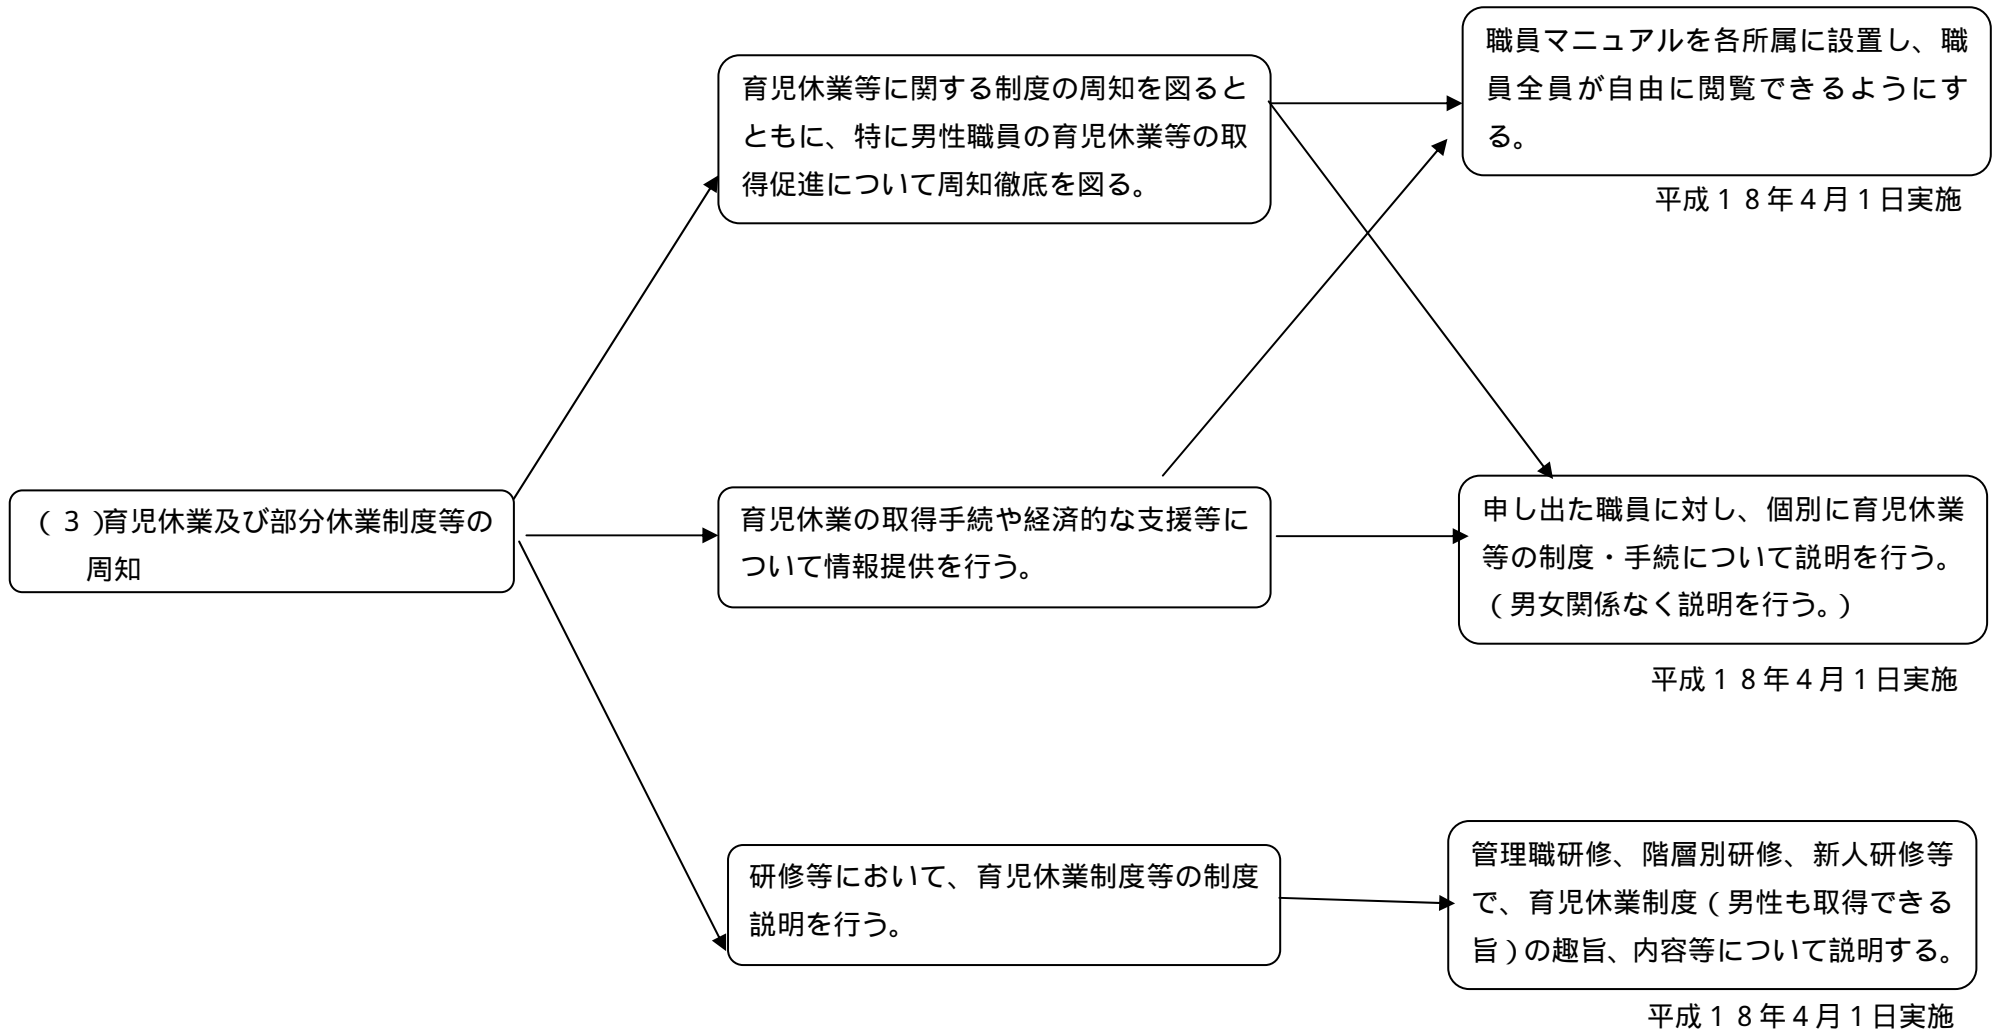 （３）育児休業及び部分休業制度等の
周知
育児休業等に関する制度の周知を図ると
ともに、特に男性職員の育児休業等の取
得促進について周知徹底を図る。
職員マニュアルを各所属に設置し、職
員全員が自由に閲覧できるようにす
る。
平成１８年４月１日実施
育児休業の取得手続や経済的な支援等に
ついて情報提供を行う。
申し出た職員に対し、個別に育児休業
等の制度・手続について説明を行う。
（男女関係なく説明を行う。）
平成１８年４月１日実施
研修等において、育児休業制度等の制度
説明を行う。
管理職研修、階層別研修、新人研修等
で、育児休業制度（男性も取得できる
旨）の趣旨、内容等について説明する。
平成１８年４月１日実施